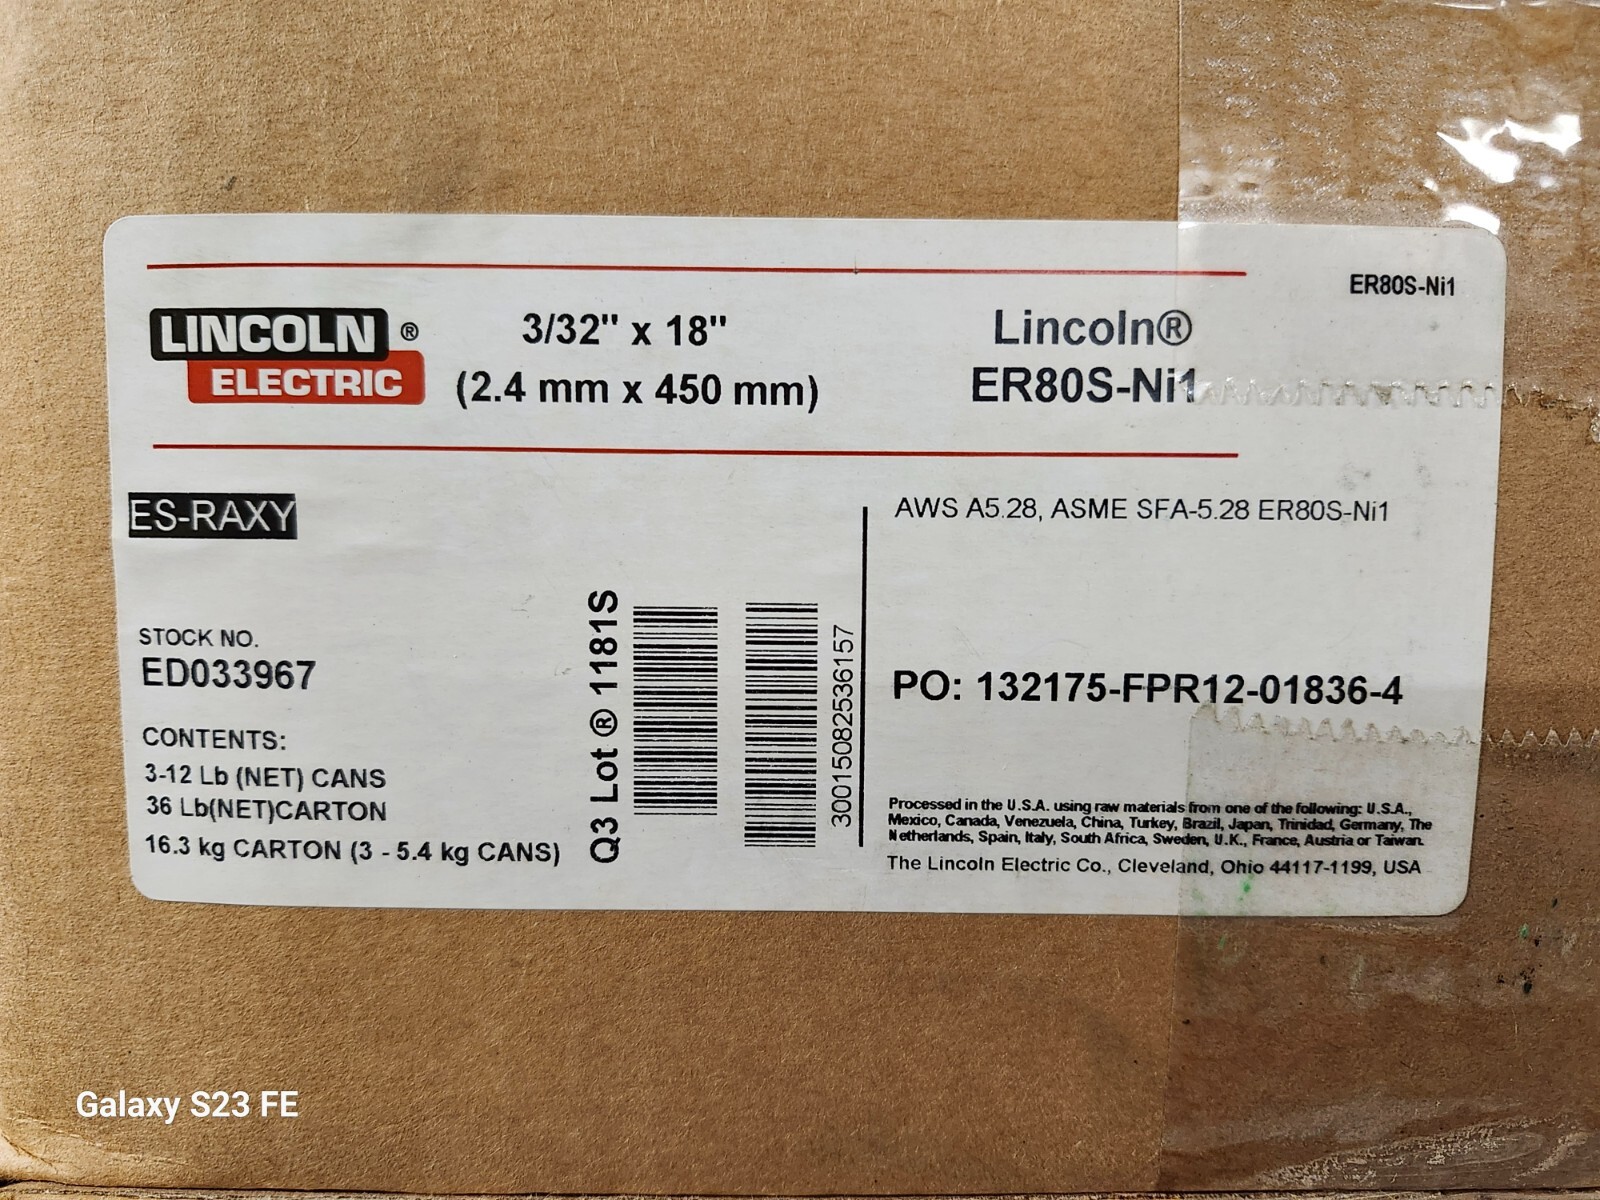 ER80S-Ni1
LINCOLN ®
ELECTRIC
3/32" x 18"
(2.4 mm x 450 mm)
Lincoln®
ER80S-Ni1
ES-RAXY
AWS A5.28, ASME SFA-5.28 ER80S-Ni1
STOCK NO.
ED033967
CONTENTS:
3-12 Lb (NET) CANS
36 Lb(NET)CARTON
16.3 kg CARTON (3 - 5.4 kg CANS)
Q3 Lot ® 1181S
30015082536157
PO: 132175-FPR12-01836-4
Processed in the U.S.A. using raw materials from one of the following: U.S.A.,
Mexico, Canada, Venezuela, China, Turkey, Brazil, Japan, Trinidad, Germany, The
Netherlands, Spain, Italy, South Africa, Sweden, U.K., France, Austria or Taiwan.
The Lincoln Electric Co., Cleveland, Ohio 44117-1199, USA
Galaxy S23 FE